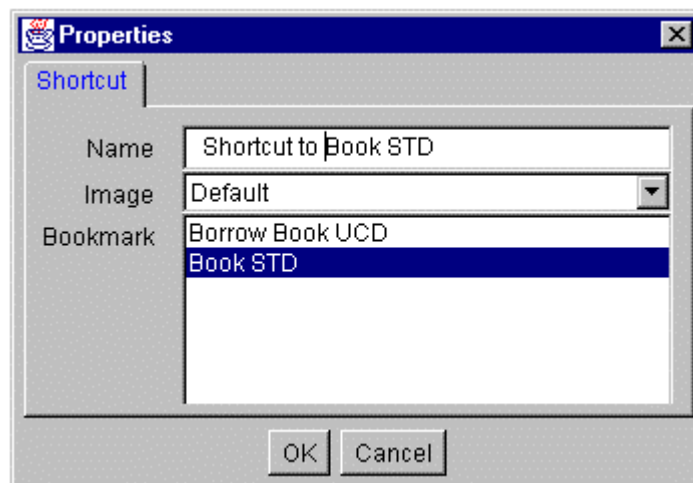 Properties
Shortcut
Name Shortcut to Book STD
Image Default
Bookmark Borrow Book UCD
Book STD
OK Cancel